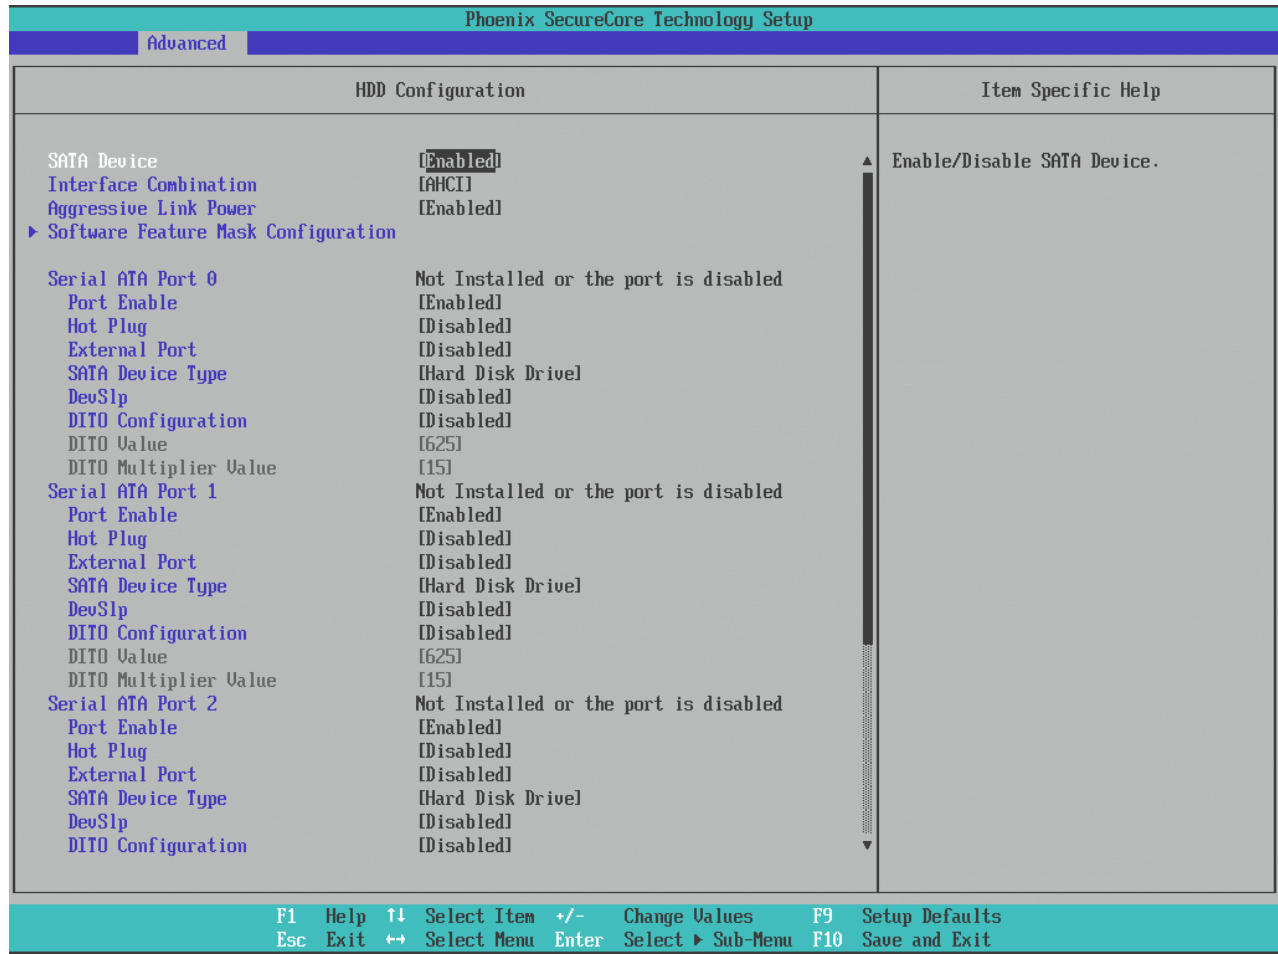 Phoenix SecureCore Technology Setup
Advanced
HDD Configuration
Item Specific Help
SATA Device [Enabled]
Enable/Disable SATA Device.
Interface Combination [AHCI]
Aggressive Link Power [Enabled]
Software Feature Mask Configuration
Serial ATA Port 0 Not Installed or the port is disabled
Port Enable [Enabled]
Hot Plug [Disabled]
External Port [Disabled]
SATA Device Type [Hard Disk Drive]
DevSlp [Disabled]
DITO Configuration [Disabled]
DITO Value [625]
DITO Multiplier Value [15]
Serial ATA Port 1 Not Installed or the port is disabled
Port Enable [Enabled]
Hot Plug [Disabled]
External Port [Disabled]
SATA Device Type [Hard Disk Drive]
DevSlp [Disabled]
DITO Configuration [Disabled]
DITO Value [625]
DITO Multiplier Value [15]
Serial ATA Port 2 Not Installed or the port is disabled
Port Enable [Enabled]
Hot Plug [Disabled]
External Port [Disabled]
SATA Device Type [Hard Disk Drive]
DevSlp [Disabled]
DITO Configuration [Disabled]
F1 Help ↑↓ Select Item +/- Change Values F9 Setup Defaults
Esc Exit ←→ Select Menu Enter Select ▶ Sub-Menu F10 Save and Exit